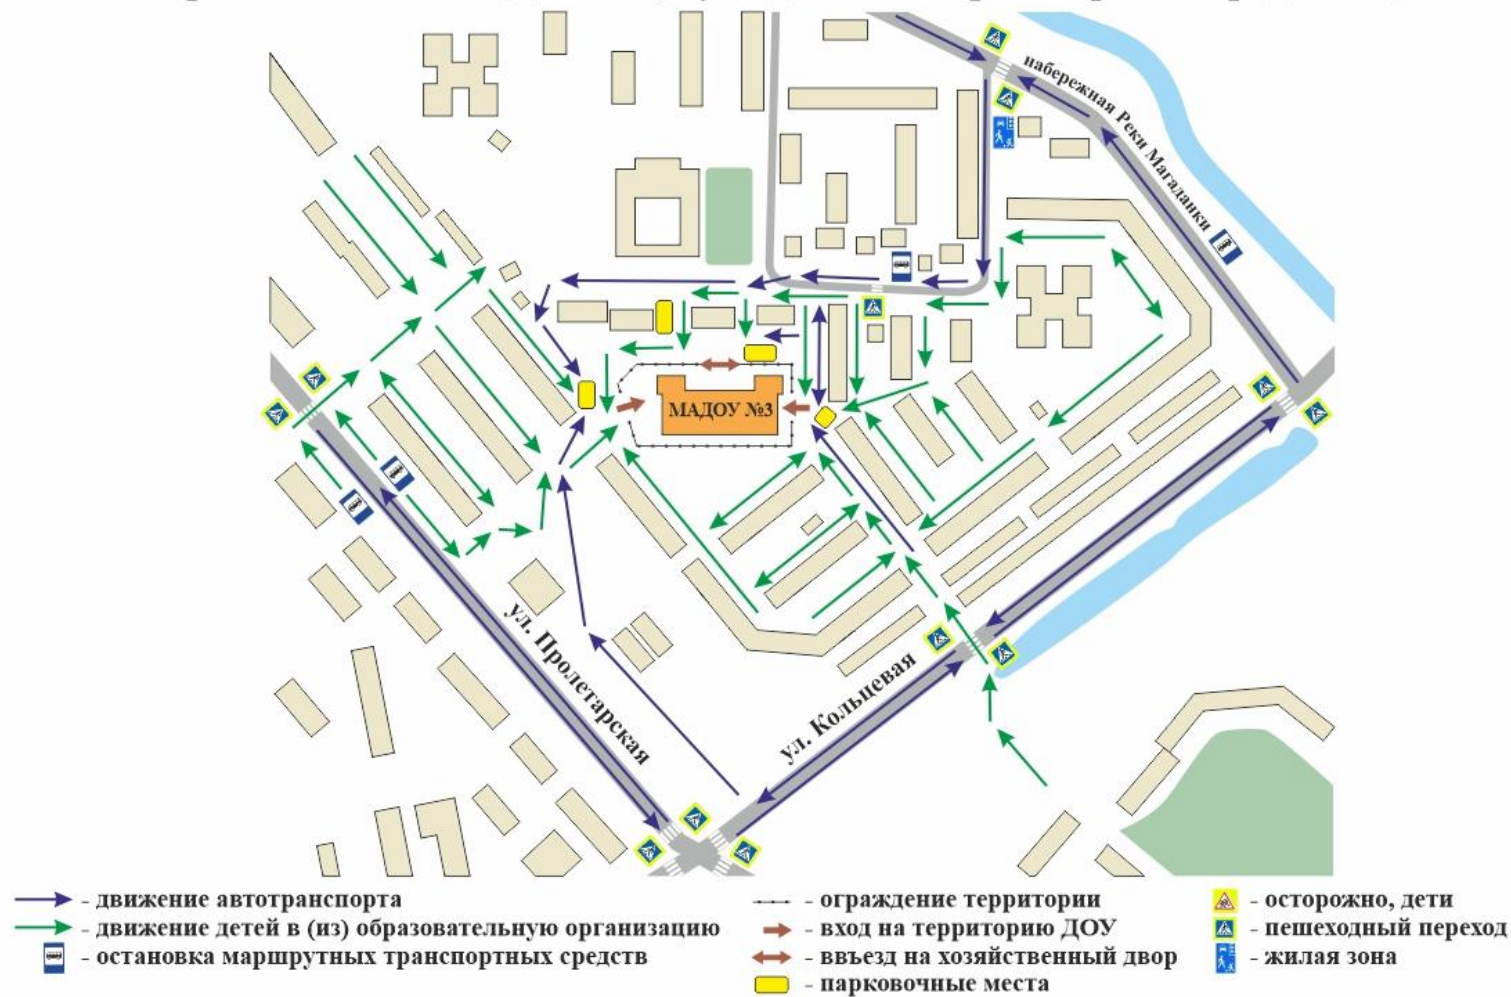 набережная Реки Магаданки
МАДОУ №3
ул. Пролетарская
ул. Кольцевая
- движение автотранспорта
- движение детей в (из) образовательную организацию
- остановка маршрутных транспортных средств
- ограждение территории
- вход на территорию ДОУ
- ввъезд на хозяйственный двор
- парковочные места
- осторожно, дети
- пешеходный переход
- жилая зона